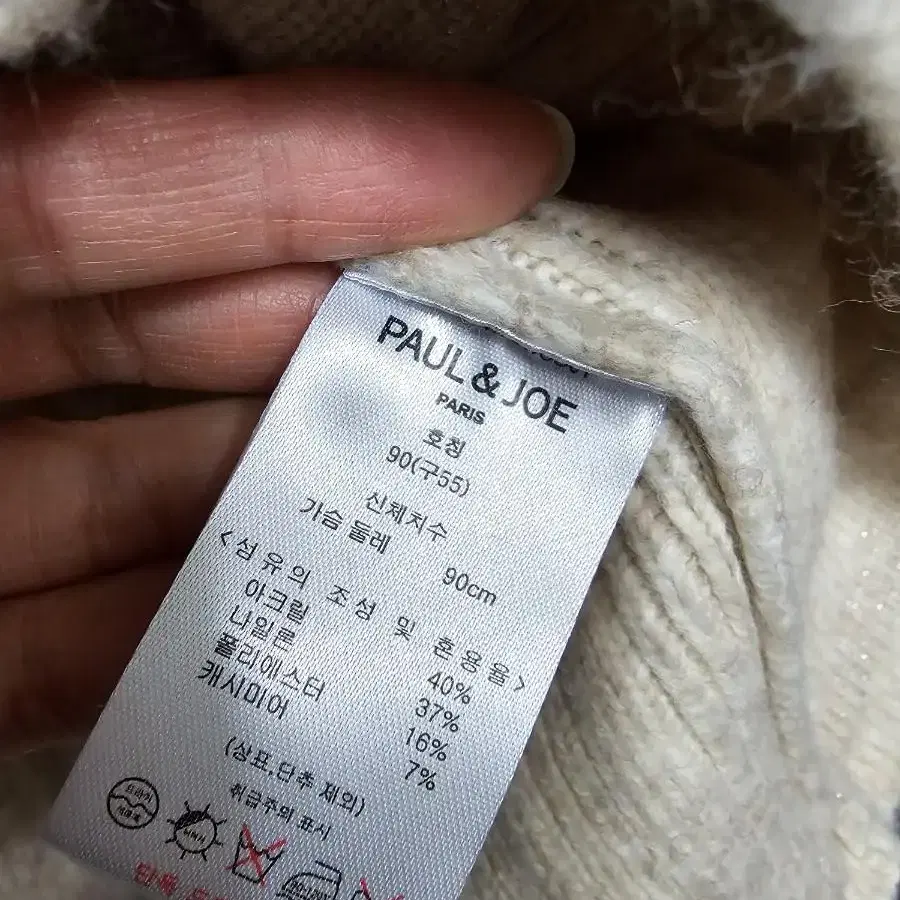 PAUL & JOE
PARIS
호칭
90(구55)
신체치수
가슴 둘레 90cm
<섬유의 조성 및 혼용율>
아크릴 40%
나일론 37%
폴리에스터 16%
캐시미어 7%
(상표,단추 제외)
취급주의 표시
드라이